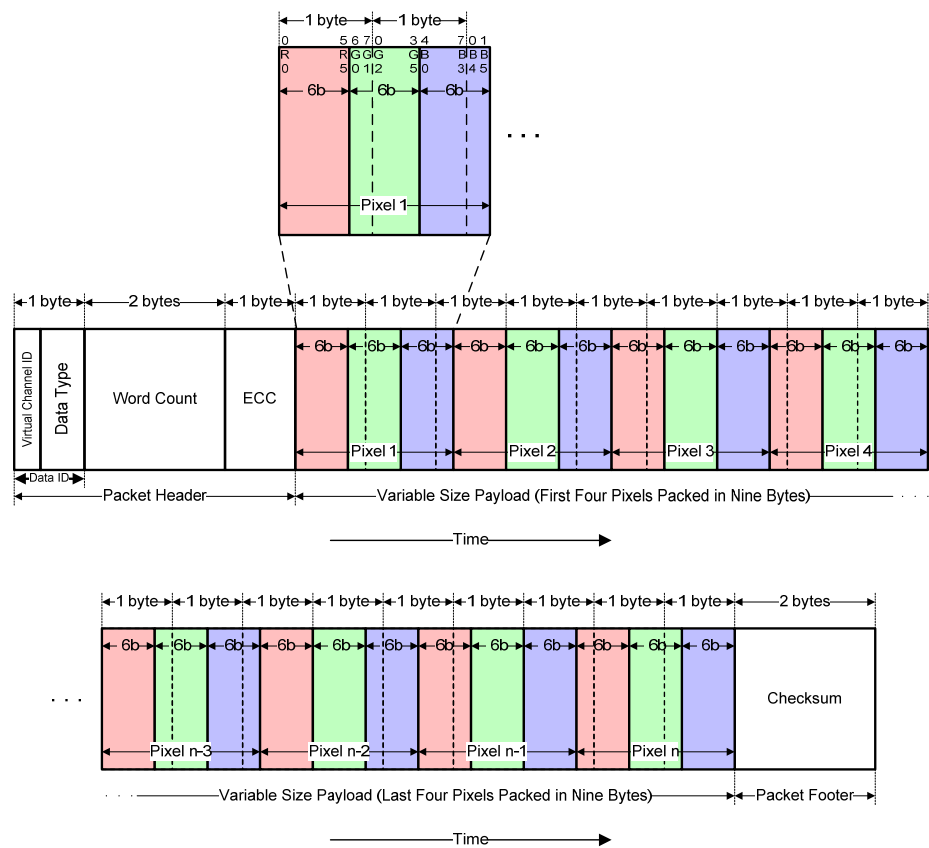 1 byte 1 byte
0 5 6 7 0 3 4 7 0 1
R R G G G G B B B B
0 5 0 1 2 5 0 3 4 5
6b 6b 6b
Pixel 1
. . .
1 byte 2 bytes 1 byte 1 byte 1 byte 1 byte 1 byte 1 byte 1 byte 1 byte 1 byte 1 byte
6b 6b 6b 6b 6b 6b 6b 6b 6b 6b 6b 6b
Virtual Channel ID
Data Type
Word Count
ECC
Pixel 1 Pixel 2 Pixel 3 Pixel 4
Data ID
Packet Header
Variable Size Payload (First Four Pixels Packed in Nine Bytes)
. . .
Time
1 byte 1 byte 1 byte 1 byte 1 byte 1 byte 1 byte 1 byte 1 byte 2 bytes
6b 6b 6b 6b 6b 6b 6b 6b 6b 6b 6b 6b
. . .
Checksum
Pixel n-3 Pixel n-2 Pixel n-1 Pixel n
. . .
Variable Size Payload (Last Four Pixels Packed in Nine Bytes)
Packet Footer
Time